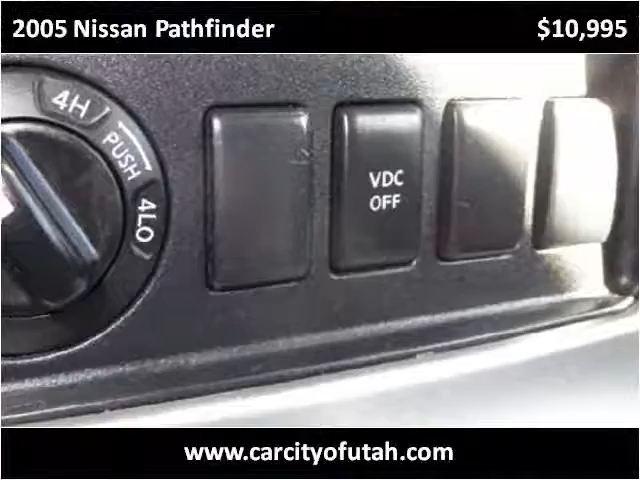 2005 Nissan Pathfinder $10,995
4H
PUSH
4LO
VDC
OFF
www.carcityofutah.com